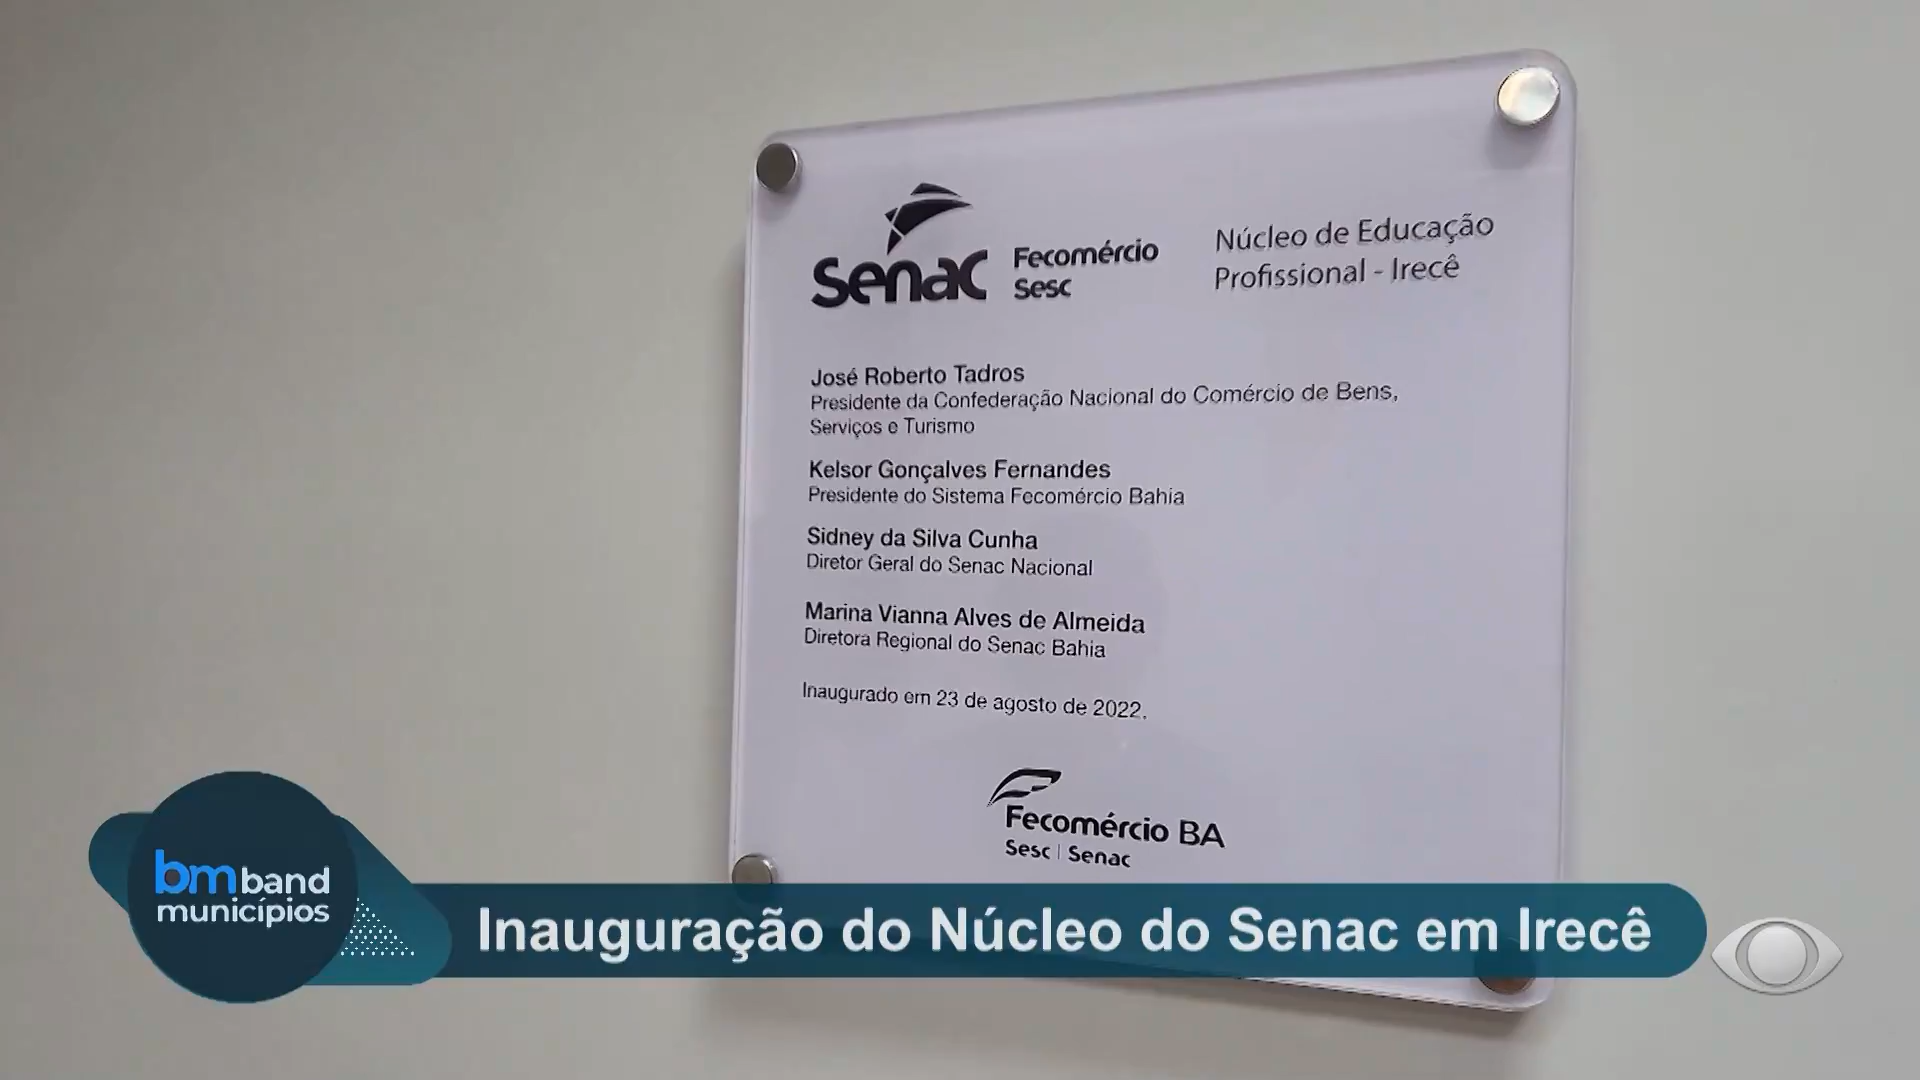 Senac
Fecomércio
Sesc
Núcleo de Educação
Profissional - Irecê
José Roberto Tadros
Presidente da Confederação Nacional do Comércio de Bens,
Serviços e Turismo
Kelsor Gonçalves Fernandes
Presidente do Sistema Fecomércio Bahia
Sidney da Silva Cunha
Diretor Geral do Senac Nacional
Marina Vianna Alves de Almeida
Diretora Regional do Senac Bahia
Inaugurado em 23 de agosto de 2022.
Fecomércio BA
Sesc | Senac
bm band
municípios
Inauguração do Núcleo do Senac em Irecê